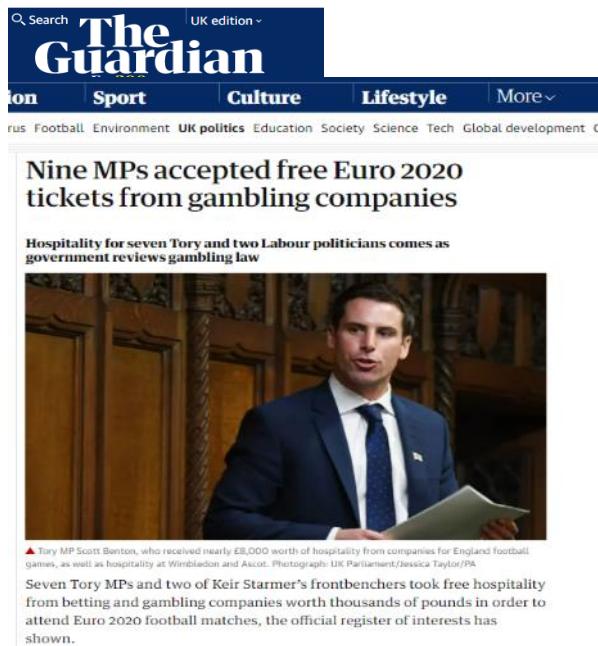 Search
UK edition
The
Guardian
ion Sport Culture Lifestyle More
rus Football Environment UK politics Education Society Science Tech Global development
Nine MPs accepted free Euro 2020
tickets from gambling companies
Hospitality for seven Tory and two Labour politicians comes as
government reviews gambling law
Tory MP Scott Benton, who received nearly £8,000 worth of hospitality from companies for England football
games, as well as hospitality at Wimbledon and Ascot. Photograph: UK Parliament/Jessica Taylor/PA
Seven Tory MPs and two of Keir Starmer's frontbenchers took free hospitality
from betting and gambling companies worth thousands of pounds in order to
attend Euro 2020 football matches, the official register of interests has
shown.